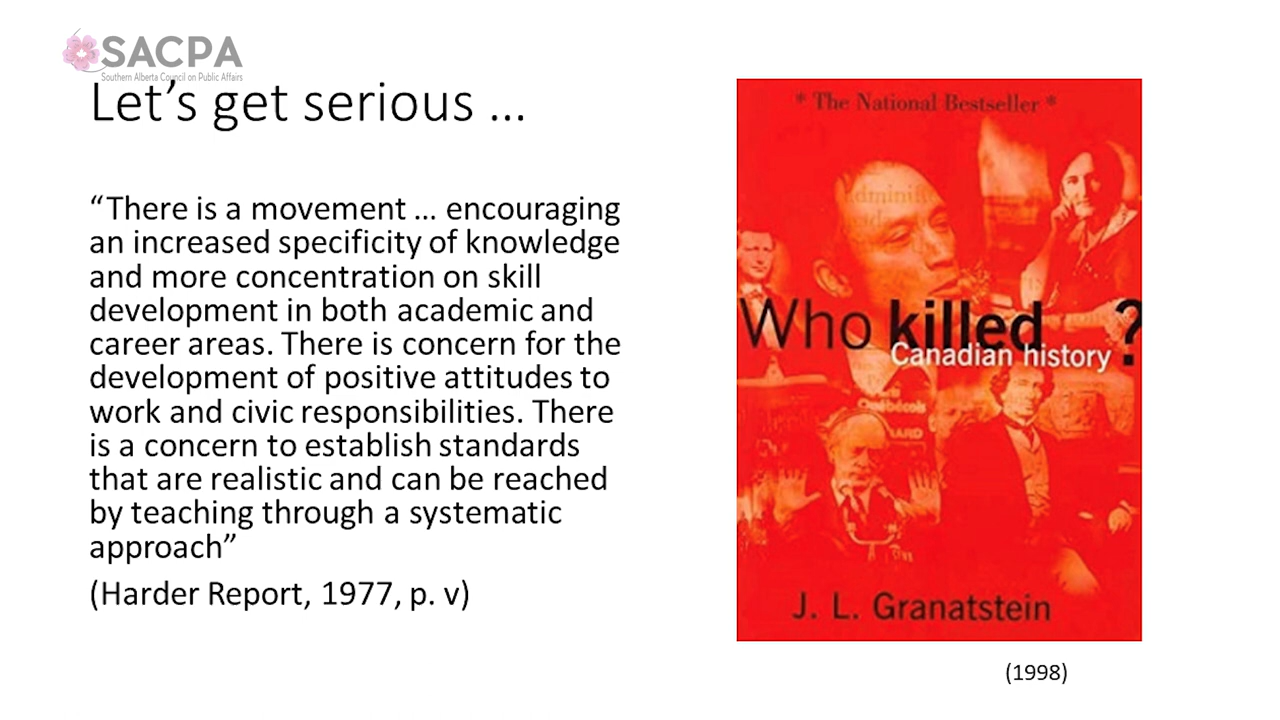 SACPA
Southern Alberta Council on Public Affairs
Let’s get serious …
“There is a movement … encouraging
an increased specificity of knowledge
and more concentration on skill
development in both academic and
career areas. There is concern for the
development of positive attitudes to
work and civic responsibilities. There
is a concern to establish standards
that are realistic and can be reached
by teaching through a systematic
approach”
(Harder Report, 1977, p. v)
* The National Bestseller *
Who killed ?
Canadian history
J. L. Granatstein
(1998)